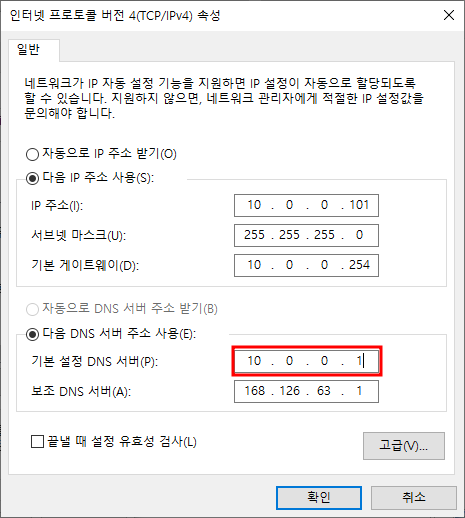 인터넷 프로토콜 버전 4(TCP/IPv4) 속성
일반
네트워크가 IP 자동 설정 기능을 지원하면 IP 설정이 자동으로 할당되도록
할 수 있습니다. 지원하지 않으면, 네트워크 관리자에게 적절한 IP 설정값을
문의해야 합니다.
자동으로 IP 주소 받기(O)
다음 IP 주소 사용(S):
IP 주소(I): 10 . 0 . 0 . 101
서브넷 마스크(U): 255 . 255 . 255 . 0
기본 게이트웨이(D): 10 . 0 . 0 . 254
자동으로 DNS 서버 주소 받기(B)
다음 DNS 서버 주소 사용(E):
기본 설정 DNS 서버(P): 10 . 0 . 0 . 1
보조 DNS 서버(A): 168 . 126 . 63 . 1
끝낼 때 설정 유효성 검사(L)
고급(V)...
확인 취소